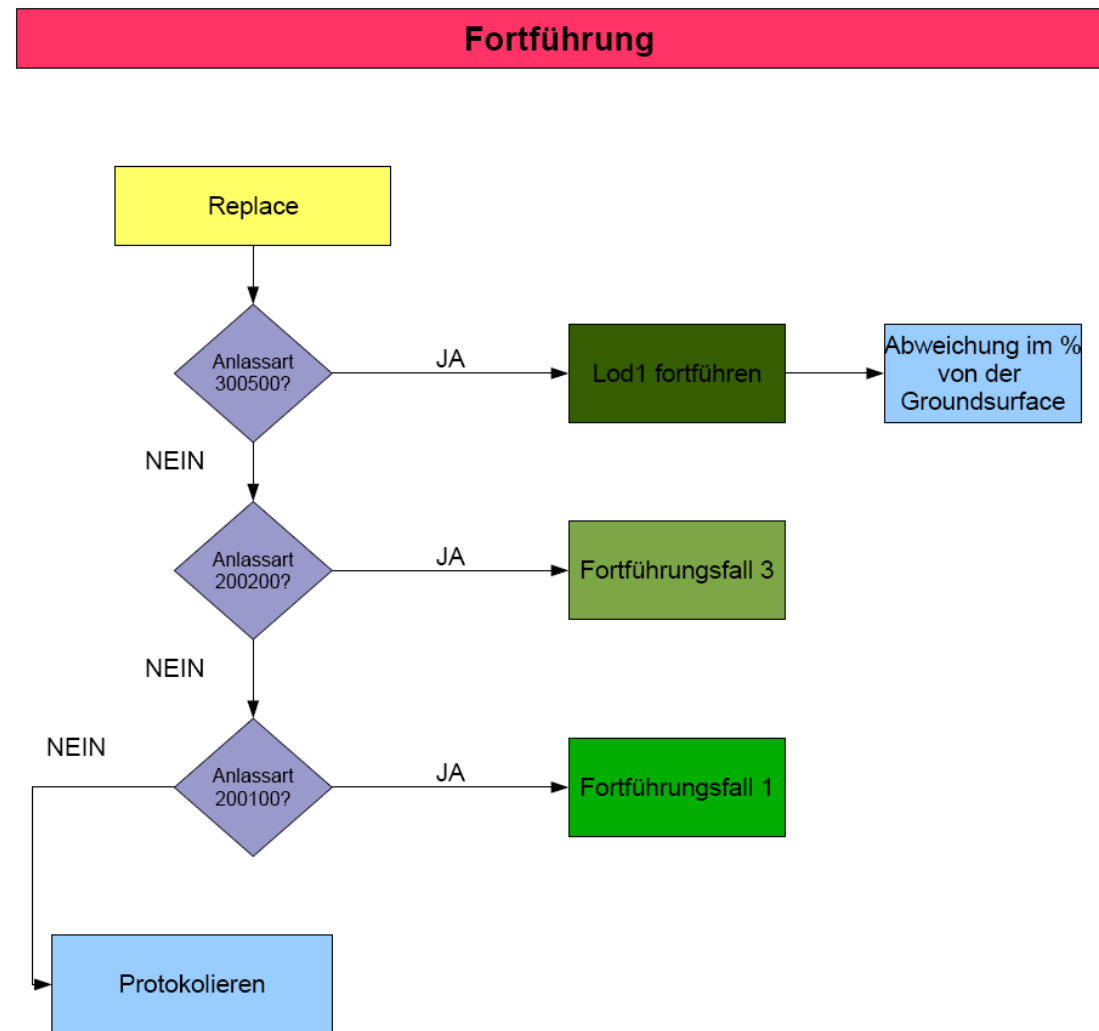 Fortführung
Replace
Anlassart
300500?
JA
Lod1 fortführen
Abweichung im %
von der
Groundsurface
NEIN
Anlassart
200200?
JA
Fortführungsfall 3
NEIN
NEIN
Anlassart
200100?
JA
Fortführungsfall 1
Protokolieren